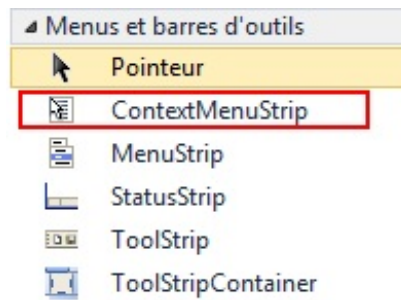 Menus et barres d'outils
Pointeur
ContextMenuStrip
MenuStrip
StatusStrip
ToolStrip
ToolStripContainer